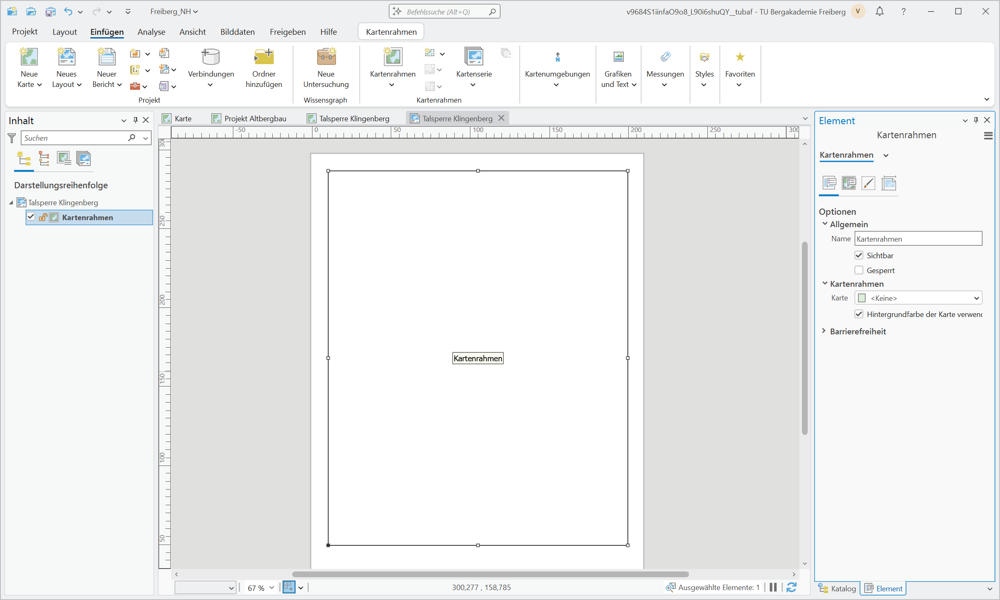 Freiberg_NH
Befehlssuche (Alt+Q)
v9684S1iinfaO9o8_L90i6shuQY__tubaf - TU Bergakademie Freiberg
V
?
Projekt
Layout
Einfügen
Analyse
Ansicht
Bilddaten
Freigeben
Hilfe
Kartenrahmen
Neue
Karte
Neues
Layout
Neuer
Bericht
Verbindungen
Ordner
hinzufügen
Projekt
Neue
Untersuchung
Wissensgraph
Kartenrahmen
Kartenserie
Kartenrahmen
N
Kartenumgebungen
Grafiken
und Text
Messungen
Styles
Favoriten
Inhalt
Suchen
Darstellungsreihenfolge
Talsperre Klingenberg
Kartenrahmen
Karte
Projekt Altbergbau
Talsperre Klingenberg
Talsperre Klingenberg
-50
0
50
100
150
200
250
300
300
250
200
150
100
50
Kartenrahmen
67 %
300,277 , 158,785
Ausgewählte Elemente: 1
Element
Kartenrahmen
Kartenrahmen
Optionen
Allgemein
Name
Kartenrahmen
Sichtbar
Gesperrt
Kartenrahmen
Karte
<Keine>
Hintergrundfarbe der Karte verwend
Barrierefreiheit
Katalog
Element